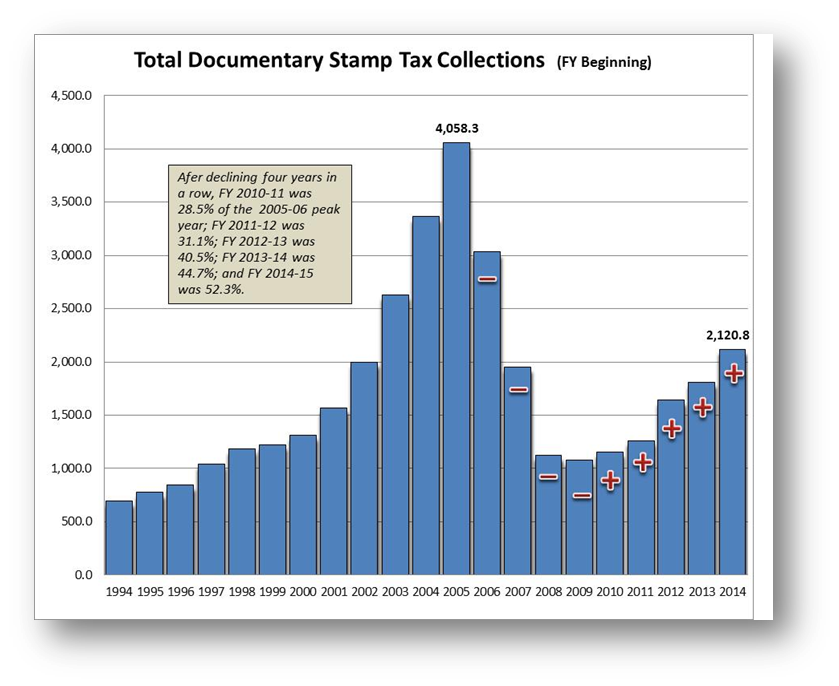 Total Documentary Stamp Tax Collections (FY Beginning)
4,500.0
4,000.0
3,500.0
3,000.0
2,500.0
2,000.0
1,500.0
1,000.0
500.0
0.0
4,058.3
2,120.8
Afer declining four years in
a row, FY 2010-11 was
28.5% of the 2005-06 peak
year; FY 2011-12 was
31.1%; FY 2012-13 was
40.5%; FY 2013-14 was
44.7%; and FY 2014-15
was 52.3%.
1994 1995 1996 1997 1998 1999 2000 2001 2002 2003 2004 2005 2006 2007 2008 2009 2010 2011 2012 2013 2014